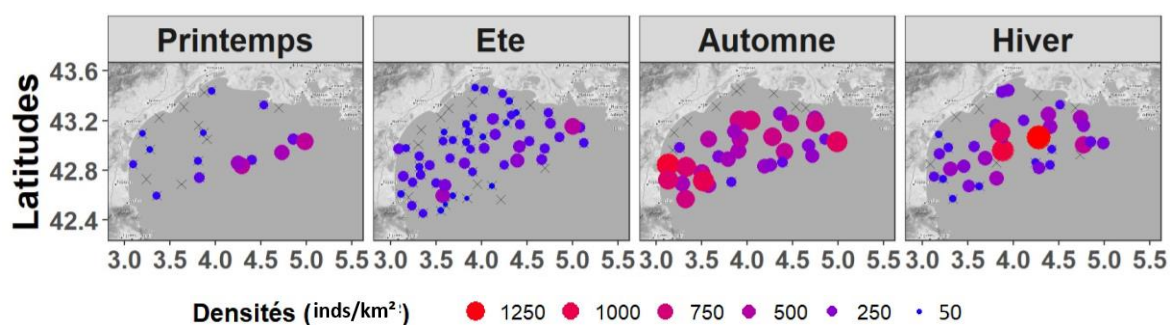 Printemps Ete Automne Hiver
Latitudes
43.6
43.2
42.8
42.4
3.0 3.5 4.0 4.5 5.0 5.5 3.0 3.5 4.0 4.5 5.0 5.5 3.0 3.5 4.0 4.5 5.0 5.5 3.0 3.5 4.0 4.5 5.0 5.5
Densités (inds/km² 1250 1000 750 500 250 50